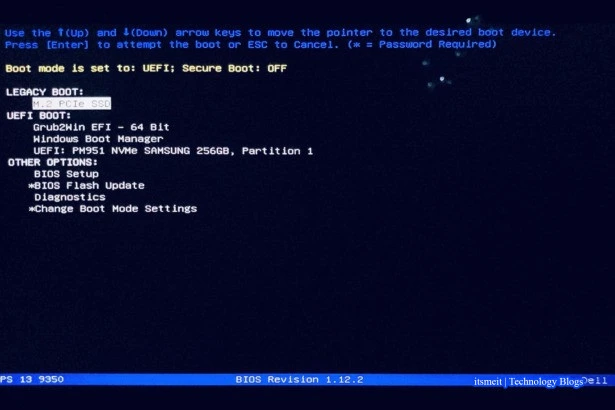 Use the ↑(Up) and ↓(Down) arrow keys to move the pointer to the desired boot device.
Press [Enter] to attempt the boot or ESC to Cancel. (* = Password Required)
Boot mode is set to: UEFI; Secure Boot: OFF
LEGACY BOOT:
M.2 PCIe SSD
UEFI BOOT:
Grub2Win EFI - 64 Bit
Windows Boot Manager
UEFI: PM951 NVMe SAMSUNG 256GB, Partition 1
OTHER OPTIONS:
BIOS Setup
*BIOS Flash Update
Diagnostics
*Change Boot Mode Settings
PS 13 9350 BIOS Revision 1.12.2 itsmeit | Technology Blogs Dell